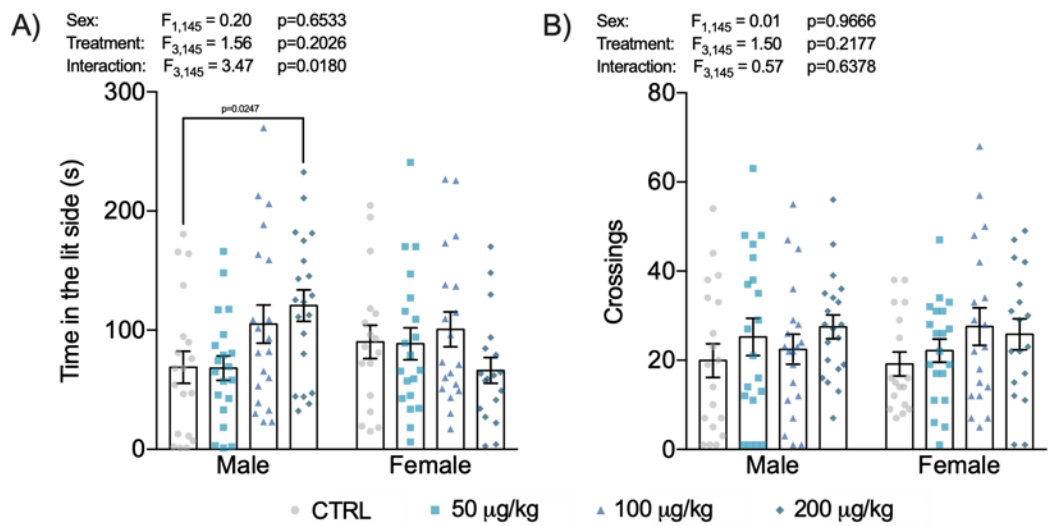 A)
Sex: F1,145 = 0.20 p=0.6533
Treatment: F3,145 = 1.56 p=0.2026
Interaction: F3,145 = 3.47 p=0.0180
300
200
100
0
Time in the lit side (s)
p=0.0247
Male Female
B)
Sex: F1,145 = 0.01 p=0.9666
Treatment: F3,145 = 1.50 p=0.2177
Interaction: F3,145 = 0.57 p=0.6378
80
60
40
20
0
Crossings
Male Female
CTRL 50 μg/kg 100 μg/kg 200 μg/kg